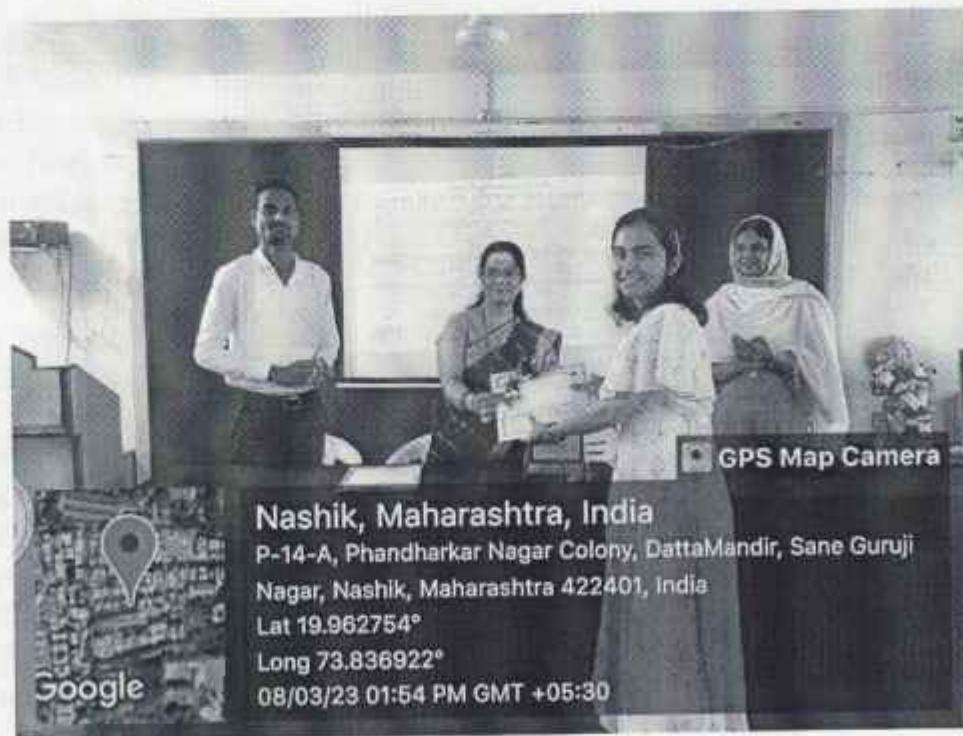 GPS Map Camera
Nashik, Maharashtra, India
P-14-A, Phandharkar Nagar Colony, DattaMandir, Sane Guruji
Nagar, Nashik, Maharashtra 422401, India
Lat 19.962754°
Long 73.836922°
08/03/23 01:54 PM GMT +05:30
Google